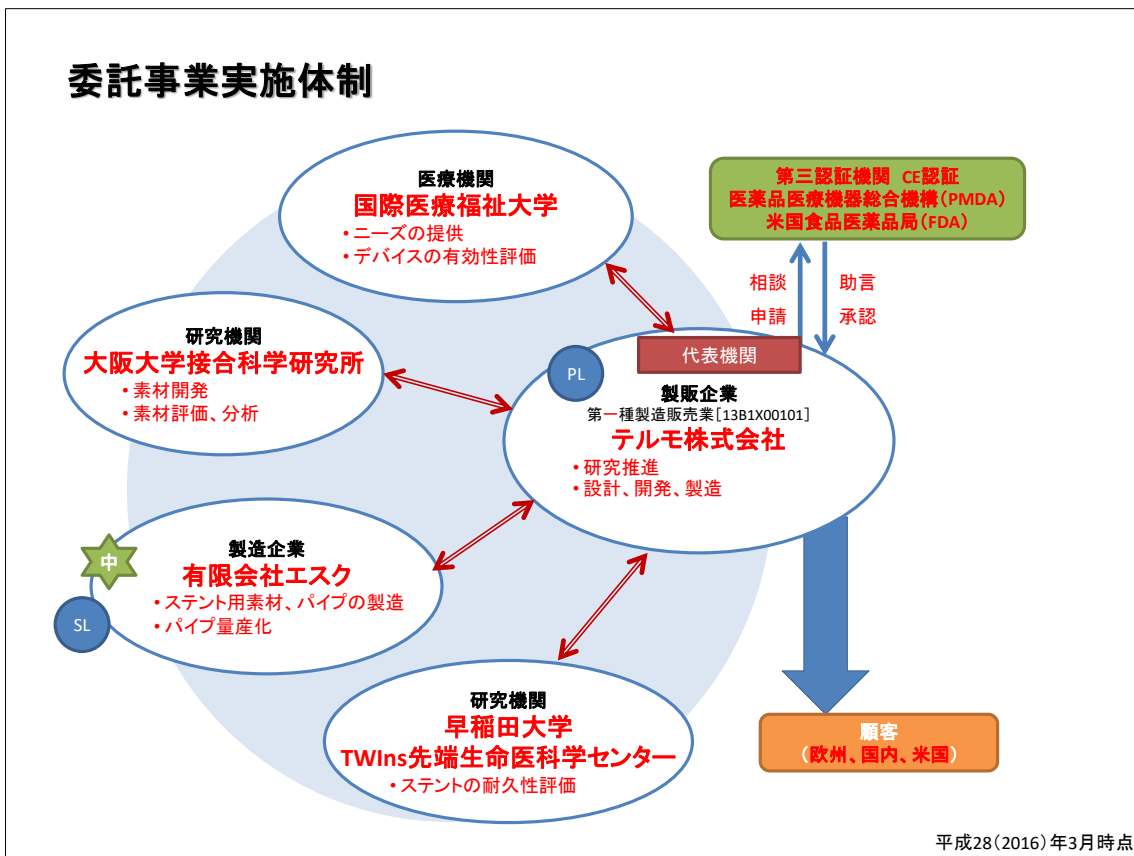 委託事業実施体制
医療機関
国際医療福祉大学
・ニーズの提供
・デバイスの有効性評価
第三認証機関 CE認証
医薬品医療機器総合機構(PMDA)
米国食品医薬品局(FDA)
相談
申請
助言
承認
研究機関
大阪大学接合科学研究所
・素材開発
・素材評価、分析
代表機関
PL
製販企業
第一種製造販売業[13B1X00101]
テルモ株式会社
・研究推進
・設計、開発、製造
中
SL
製造企業
有限会社エスク
・ステント用素材、パイプの製造
・パイプ量産化
研究機関
早稲田大学
TWIns先端生命医科学センター
・ステントの耐久性評価
顧客
(欧州、国内、米国)
平成28(2016)年3月時点